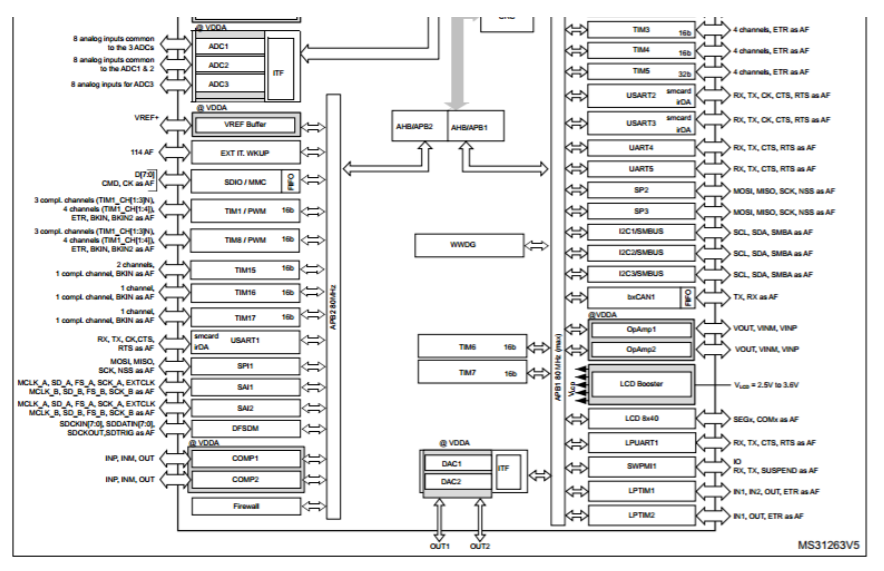 @ VDDA
8 analog inputs common
to the 3 ADCs
8 analog inputs common
to the ADC1 & 2
8 analog inputs for ADC3
ADC1
ADC2
ADC3
ITF
@ VDDA
VREF+
VREF Buffer
114 AF
EXT IT. WKUP
D[7:0]
CMD, CK as AF
SDIO / MMC
FIFO
3 compl. channels (TIM1_CH[1:3]N),
4 channels (TIM1_CH[1:4]),
ETR, BKIN, BKIN2 as AF
TIM1 / PWM
16b
3 compl. channels (TIM1_CH[1:3]N),
4 channels (TIM1_CH[1:4]),
ETR, BKIN, BKIN2 as AF
TIM8 / PWM
16b
2 channels,
1 compl. channel, BKIN as AF
TIM15
16b
1 channel,
1 compl. channel, BKIN as AF
TIM16
16b
1 channel,
1 compl. channel, BKIN as AF
TIM17
16b
RX, TX, CK,CTS,
RTS as AF
smcard
irDA
USART1
MOSI, MISO,
SCK, NSS as AF
SPI1
MCLK_A, SD_A, FS_A, SCK_A, EXTCLK
MCLK_B, SD_B, FS_B, SCK_B as AF
SAI1
MCLK_A, SD_A, FS_A, SCK_A, EXTCLK
MCLK_B, SD_B, FS_B, SCK_B as AF
SAI2
SDCKIN[7:0], SDDATIN[7:0],
SDCKOUT,SDTRIG as AF
DFSDM
@ VDDA
INP, INM, OUT
COMP1
INP, INM, OUT
COMP2
Firewall
APB2 80MHz
AHB/APB2
AHB/APB1
WWDG
TIM6
16b
TIM7
16b
@ VDDA
DAC1
DAC2
ITF
OUT1
OUT2
APB1 80 MHz (max)
TIM3
16b
4 channels, ETR as AF
TIM4
16b
4 channels, ETR as AF
TIM5
32b
4 channels, ETR as AF
USART2
smcard
irDA
RX, TX, CK, CTS, RTS as AF
USART3
smcard
irDA
RX, TX, CK, CTS, RTS as AF
UART4
RX, TX, CTS, RTS as AF
UART5
RX, TX, CTS, RTS as AF
SP2
MOSI, MISO, SCK, NSS as AF
SP3
MOSI, MISO, SCK, NSS as AF
I2C1/SMBUS
SCL, SDA, SMBA as AF
I2C2/SMBUS
SCL, SDA, SMBA as AF
I2C3/SMBUS
SCL, SDA, SMBA as AF
bxCAN1
FIFO
TX, RX as AF
@VDDA
OpAmp1
VOUT, VINM, VINP
OpAmp2
VOUT, VINM, VINP
LCD Booster
VLCD
VLCD = 2.5V to 3.6V
LCD 8x40
SEGx, COMx as AF
LPUART1
RX, TX, CTS, RTS as AF
SWPMI1
IO
RX, TX, SUSPEND as AF
LPTIM1
IN1, IN2, OUT, ETR as AF
LPTIM2
IN1, OUT, ETR as AF
MS31263V5